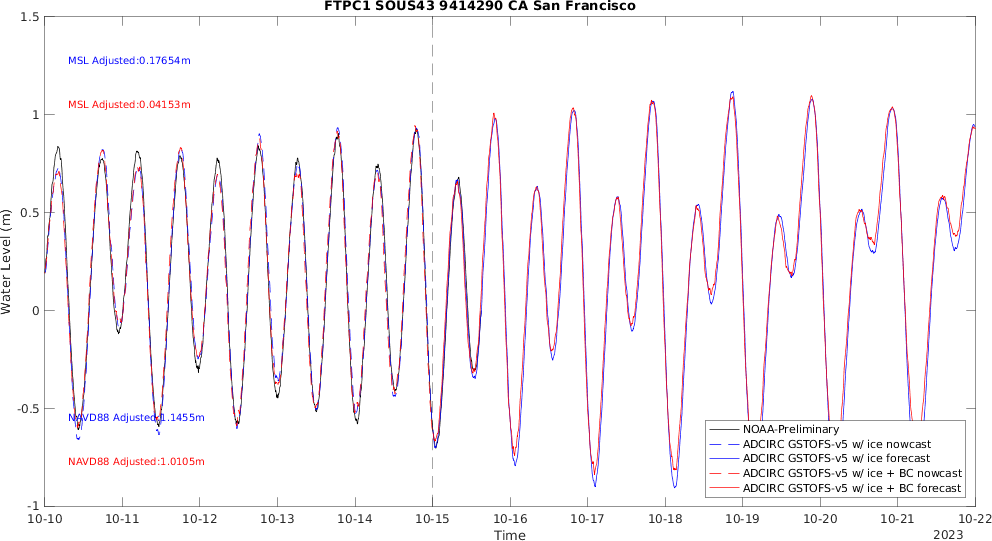 FTPC1 SOUS43 9414290 CA San Francisco
1.5
MSL Adjusted:0.17654m
MSL Adjusted:0.04153m
1
0.5
Water Level (m)
0
-0.5
NAVD88 Adjusted:1.1455m
NAVD88 Adjusted:1.0105m
-1
NOAA-Preliminary
ADCIRC GSTOFS-v5 w/ ice nowcast
ADCIRC GSTOFS-v5 w/ ice forecast
ADCIRC GSTOFS-v5 w/ ice + BC nowcast
ADCIRC GSTOFS-v5 w/ ice + BC forecast
10-10 10-11 10-12 10-13 10-14 10-15 10-16 10-17 10-18 10-19 10-20 10-21 10-22
Time
2023